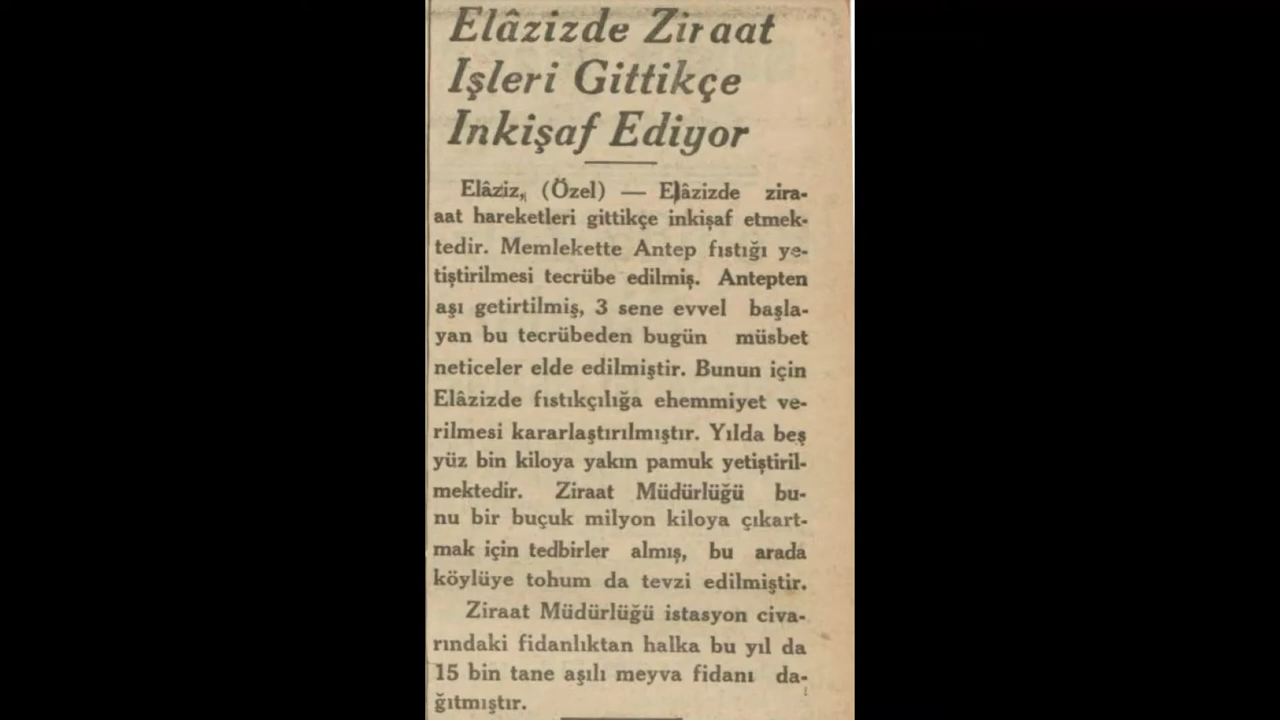 Elâzizde Ziraat
Işleri Gittikçe
Inkişaf Ediyor
Elâziz, (Özel) — Elâzizde zira-
aat hareketleri gittikçe inkişaf etmek-
tedir. Memlekette Antep fıstığı ye-
tiştirilmesi tecrübe edilmiş. Antepten
aşı getirtilmiş, 3 sene evvel başla-
yan bu tecrübeden bugün müsbet
neticeler elde edilmiştir. Bunun için
Elâzizde fıstıkçılığa ehemmiyet ve-
rilmesi kararlaştırılmıştır. Yılda beş
yüz bin kiloya yakın pamuk yetiştiril-
mektedir. Ziraat Müdürlüğü bu-
nu bir buçuk milyon kiloya çıkart-
mak için tedbirler almış, bu arada
köylüye tohum da tevzi edilmiştir.
Ziraat Müdürlüğü istasyon civa-
rındaki fidanlıktan halka bu yıl da
15 bin tane aşılı meyva fidanı da-
ğıtmıştır.